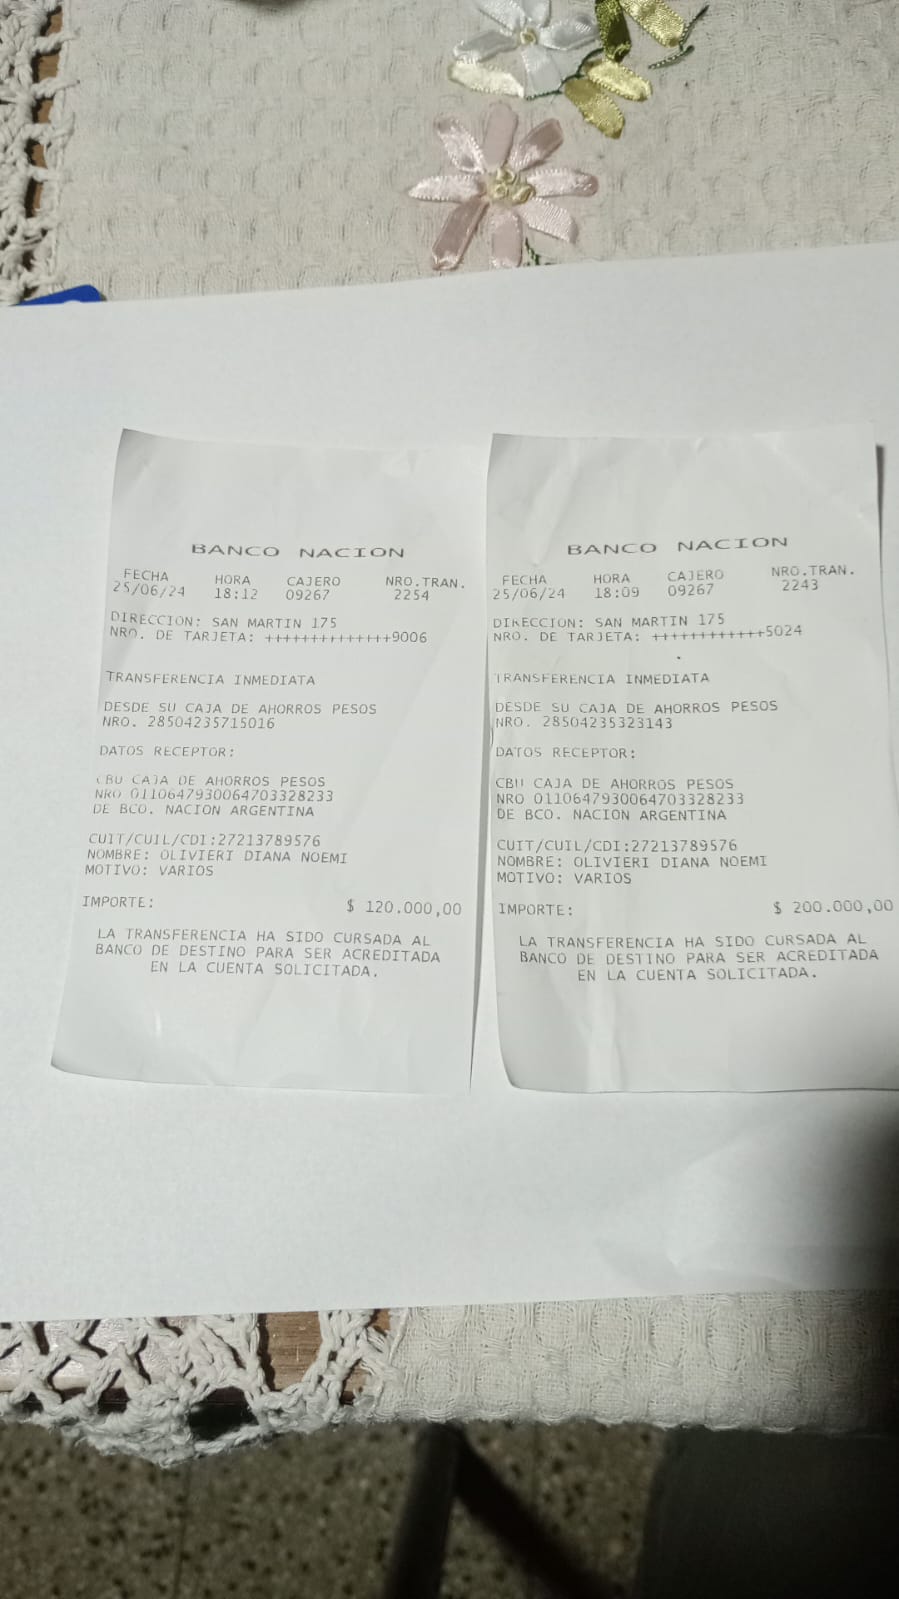 BANCO NACION
FECHA HORA CAJERO NRO.TRAN.
25/06/24 18:12 09267 2254
DIRECCION: SAN MARTIN 175
NRO. DE TARJETA: ++++++++++++++9006
TRANSFERENCIA INMEDIATA
DESDE SU CAJA DE AHORROS PESOS
NRO. 28504235715016
DATOS RECEPTOR:
CBU CAJA DE AHORROS PESOS
NRO 0110647930064703328233
DE BCO. NACION ARGENTINA
CUIT/CUIL/CDI:27213789576
NOMBRE: OLIVIERI DIANA NOEMI
MOTIVO: VARIOS
IMPORTE: $ 120.000,00
LA TRANSFERENCIA HA SIDO CURSADA AL
BANCO DE DESTINO PARA SER ACREDITADA
EN LA CUENTA SOLICITADA.
BANCO NACION
FECHA HORA CAJERO NRO.TRAN.
25/06/24 18:09 09267 2243
DIRECCION: SAN MARTIN 175
NRO. DE TARJETA: ++++++++++++5024
TRANSFERENCIA INMEDIATA
DESDE SU CAJA DE AHORROS PESOS
NRO. 28504235323143
DATOS RECEPTOR:
CBU CAJA DE AHORROS PESOS
NRO 0110647930064703328233
DE BCO. NACION ARGENTINA
CUIT/CUIL/CDI:27213789576
NOMBRE: OLIVIERI DIANA NOEMI
MOTIVO: VARIOS
IMPORTE: $ 200.000,00
LA TRANSFERENCIA HA SIDO CURSADA AL
BANCO DE DESTINO PARA SER ACREDITADA
EN LA CUENTA SOLICITADA.